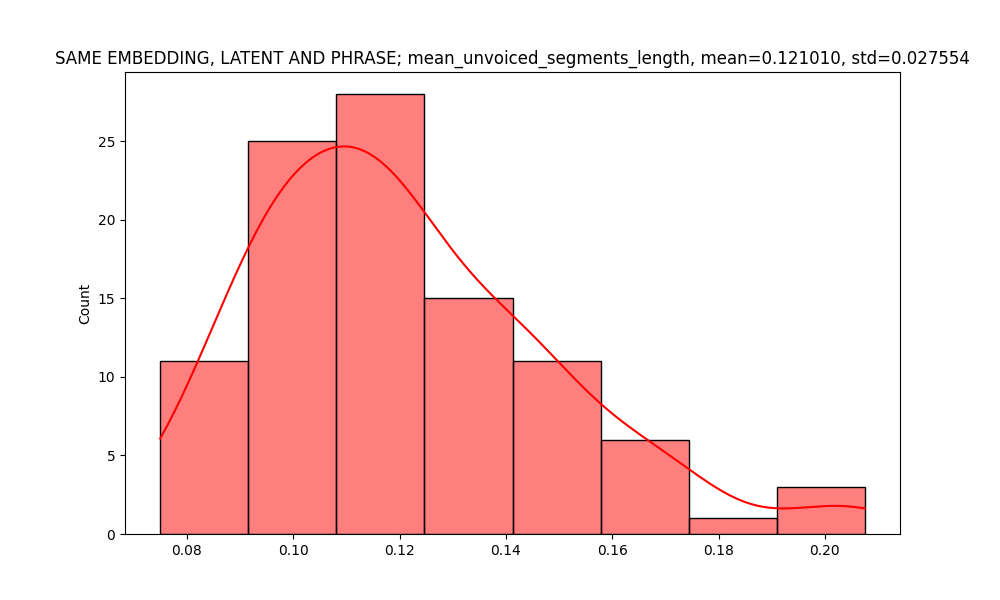 SAME EMBEDDING, LATENT AND PHRASE; mean_unvoiced_segments_length, mean=0.121010, std=0.027554
Count
25
20
15
10
5
0
0.08 0.10 0.12 0.14 0.16 0.18 0.20